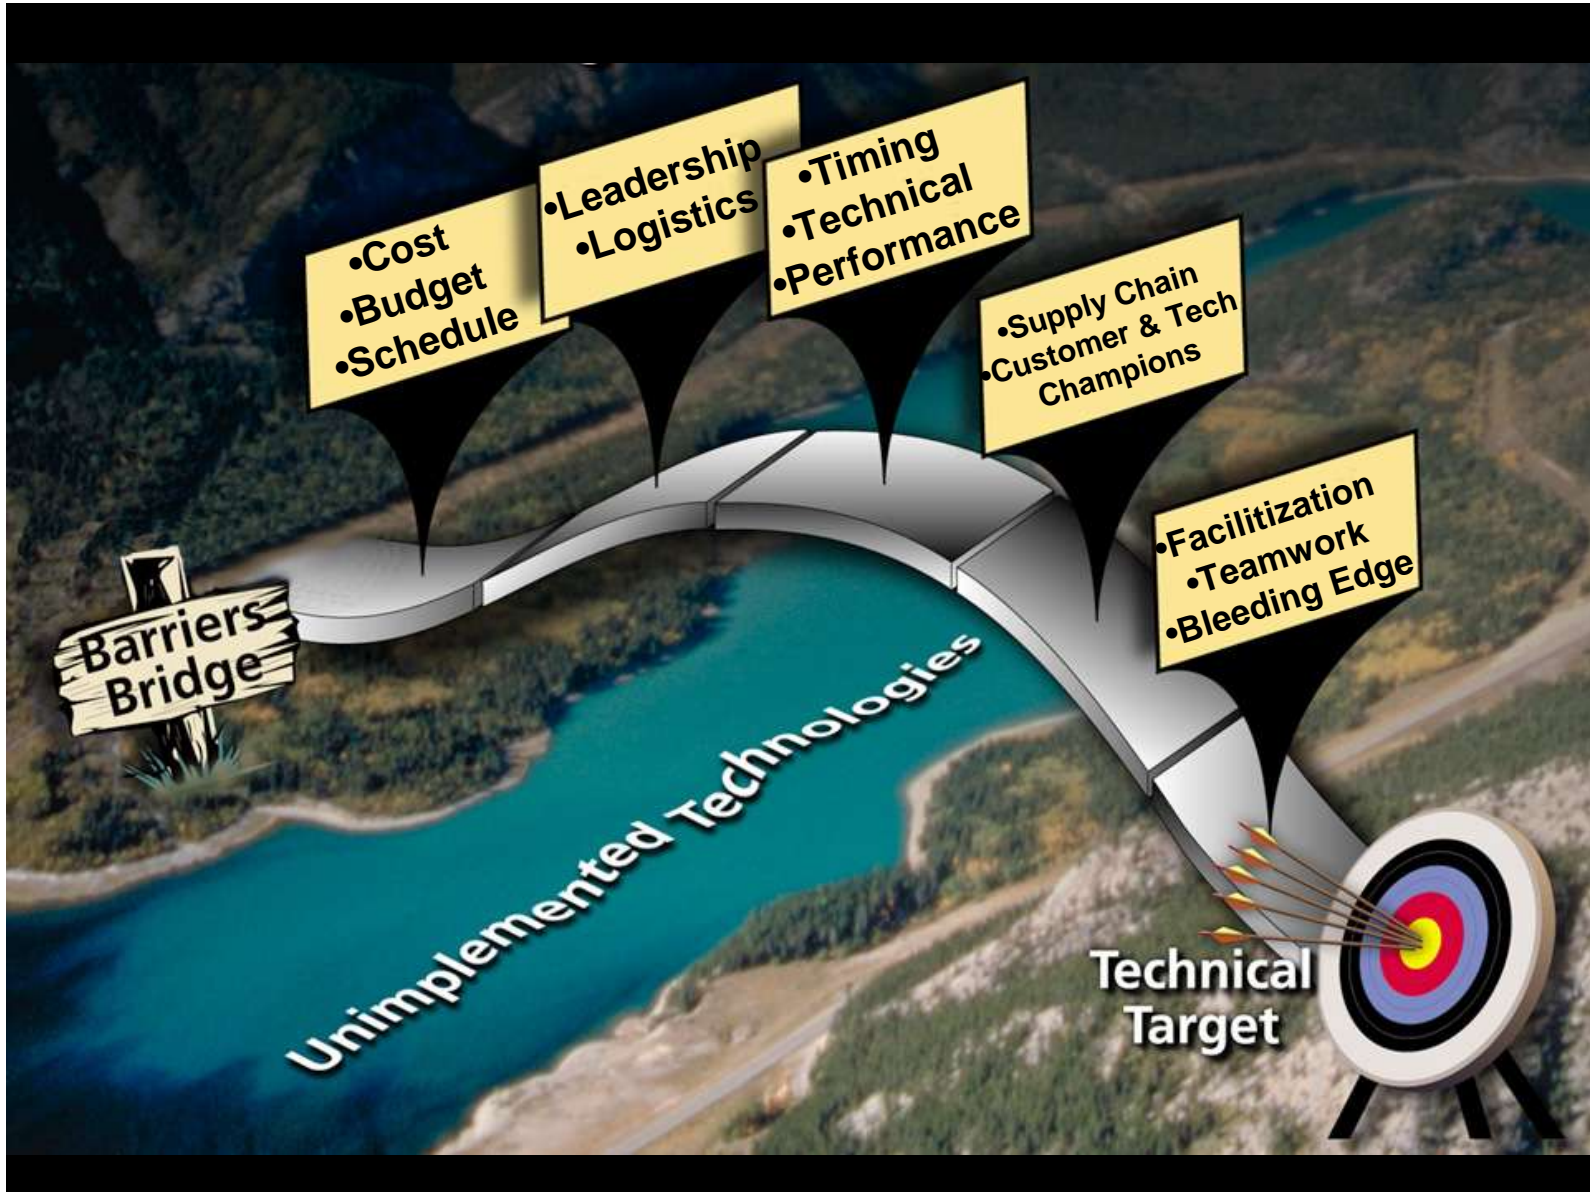 •Cost
•Budget
•Schedule
•Leadership
•Logistics
•Timing
•Technical
•Performance
•Supply Chain
•Customer & Tech
Champions
•Facilitization
•Teamwork
•Bleeding Edge
Barriers
Bridge
Unimplemented Technologies
Technical
Target